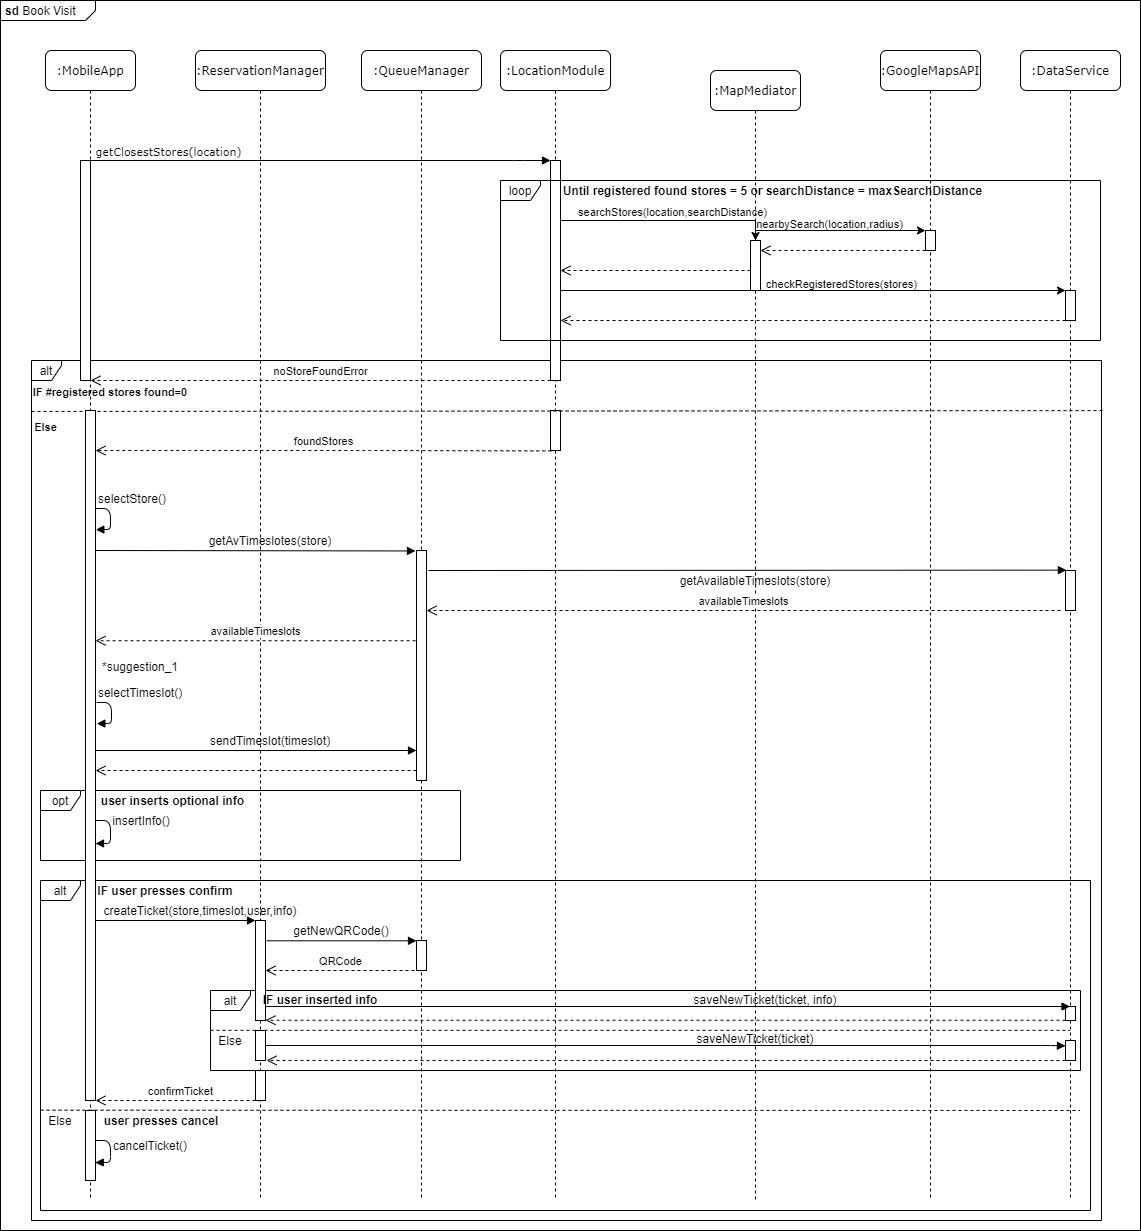 sd Book Visit
:MobileApp
:ReservationManager
:QueueManager
:LocationModule
:MapMediator
:GoogleMapsAPI
:DataService
getClosestStores(location)
loop
Until registered found stores = 5 or searchDistance = maxSearchDistance
searchStores(location,searchDistance)
nearbySearch(location,radius)
checkRegisteredStores(stores)
alt
noStoreFoundError
IF #registered stores found=0
Else
foundStores
selectStore()
getAvTimeslotes(store)
getAvailableTimeslots(store)
availableTimeslots
availableTimeslots
*suggestion_1
selectTimeslot()
sendTimeslot(timeslot)
opt
user inserts optional info
insertInfo()
alt
IF user presses confirm
createTicket(store,timeslot,user,info)
getNewQRCode()
QRCode
alt
IF user inserted info
saveNewTicket(ticket, info)
Else
saveNewTicket(ticket)
confirmTicket
Else
user presses cancel
cancelTicket()